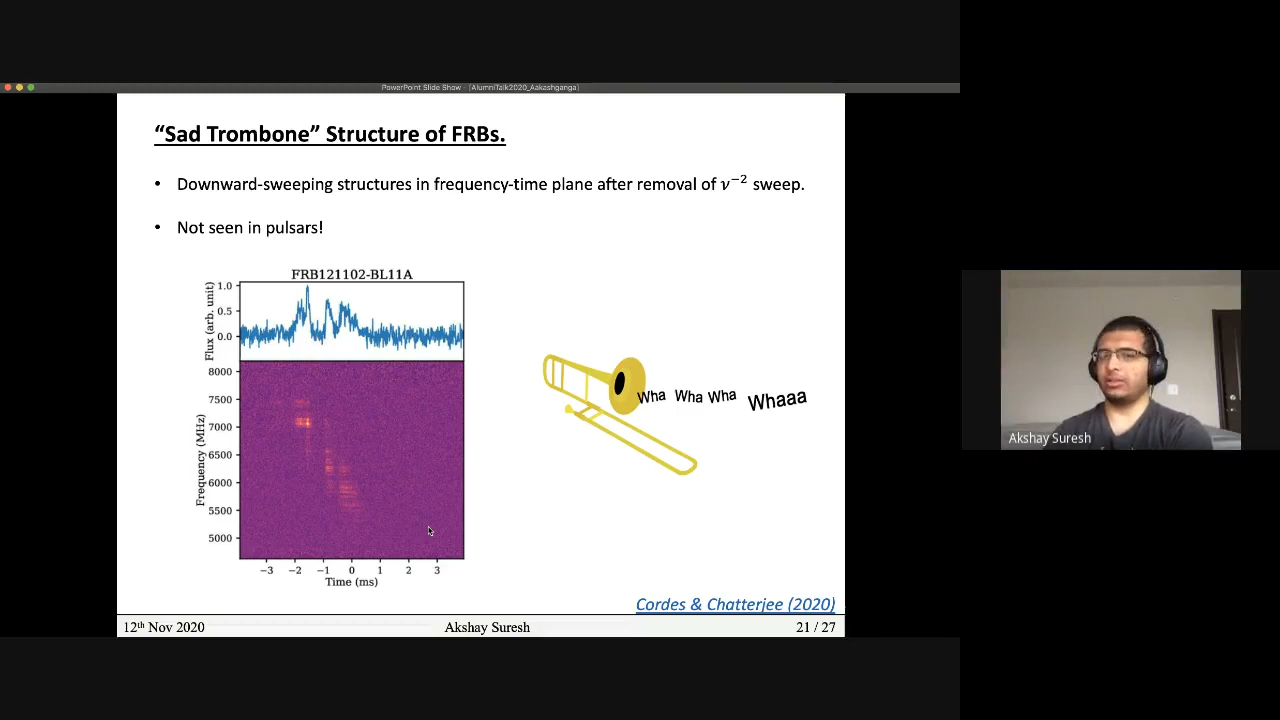 PowerPoint Slide Show - [AlumniTalk2020_Aakashganga]
“Sad Trombone” Structure of FRBs.
• Downward-sweeping structures in frequency-time plane after removal of ν⁻² sweep.
• Not seen in pulsars!
FRB121102-BL11A
Flux (arb. unit)
1.0
0.5
0.0
Frequency (MHz)
8000
7500
7000
6500
6000
5500
5000
−3 −2 −1 0 1 2 3
Time (ms)
Wha Wha Wha Whaaa
Cordes & Chatterjee (2020)
12th Nov 2020 Akshay Suresh 21 / 27
Akshay Suresh